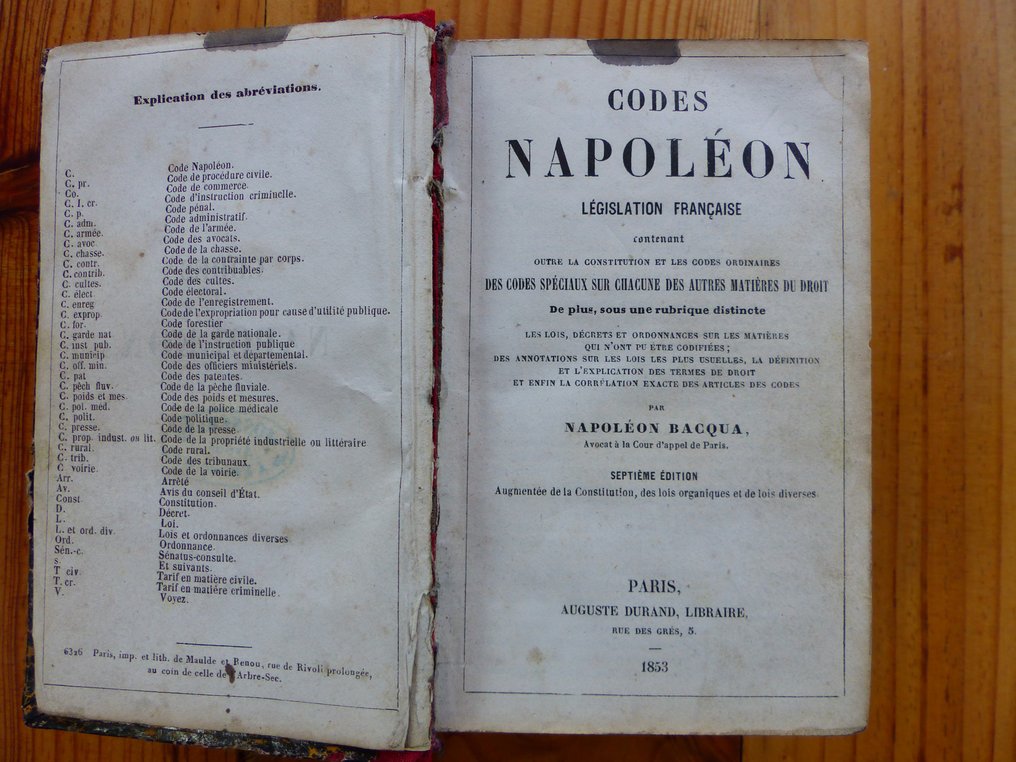 Explication des abréviations.
C. Code Napoléon.
C. pr. Code de procédure civile.
Co. Code de commerce.
C. I. cr. Code d'instruction criminelle.
C. p. Code pénal.
C. adm. Code administratif.
C. armée. Code de l'armée.
C. avoc Code des avocats.
C. chasse. Code de la chasse.
C. contr. Code de la contrainte par corps.
C. contrib. Code des contribuables.
C. cultes. Code des cultes.
C. élect Code électoral.
C. enreg Code de l'enregistrement.
C. exprop Code de l'expropriation pour cause d'utilité publique.
C. for. Code forestier
C. garde nat Code de la garde nationale.
C. inst pub. Code de l'instruction publique
C. municip Code municipal et départemental.
C. off. min. Code des officiers ministériels.
C. pat Code des patentes.
C. pêch fluv. Code de la pêche fluviale.
C. poids et mes. Code des poids et mesures.
C. pol. méd. Code de la police médicale
C. polit. Code politique.
C. presse. Code de la presse
C. prop. indust. ou lit. Code de la propriété industrielle ou littéraire
C. rural. Code rural.
C. trib. Code des tribunaux.
C voirie. Code de la voirie.
Arr. Arrêté
Av. Avis du conseil d'État.
Const. Constitution.
D. Décret.
L. Loi.
L. et ord. div. Lois et ordonnances diverses
Ord. Ordonnance.
Sén.-c. Sénatus-consulte.
s. Et suivants.
T civ. Tarif en matière civile.
T. cr. Tarif en matière criminelle.
V. Voyez.
6326 Paris, imp. et lith. de Maulde et Renou, rue de Rivoli prolongée,
au coin de celle de l'Arbre-Sec.
CODES
NAPOLÉON
LÉGISLATION FRANÇAISE
contenant
OUTRE LA CONSTITUTION ET LES CODES ORDINAIRES
DES CODES SPÉCIAUX SUR CHACUNE DES AUTRES MATIÈRES DU DROIT
De plus, sous une rubrique distincte
LES LOIS, DÉCRETS ET ORDONNANCES SUR LES MATIÈRES
QUI N'ONT PU ÊTRE CODIFIÉES ;
DES ANNOTATIONS SUR LES LOIS LES PLUS USUELLES, LA DÉFINITION
ET L'EXPLICATION DES TERMES DE DROIT
ET ENFIN LA CORRÉLATION EXACTE DES ARTICLES DES CODES
PAR
NAPOLÉON BACQUA,
Avocat à la Cour d'appel de Paris.
SEPTIÈME ÉDITION
Augmentée de la Constitution, des lois organiques et de lois diverses.
PARIS,
AUGUSTE DURAND, LIBRAIRE,
RUE DES GRÈS, 5.
1853